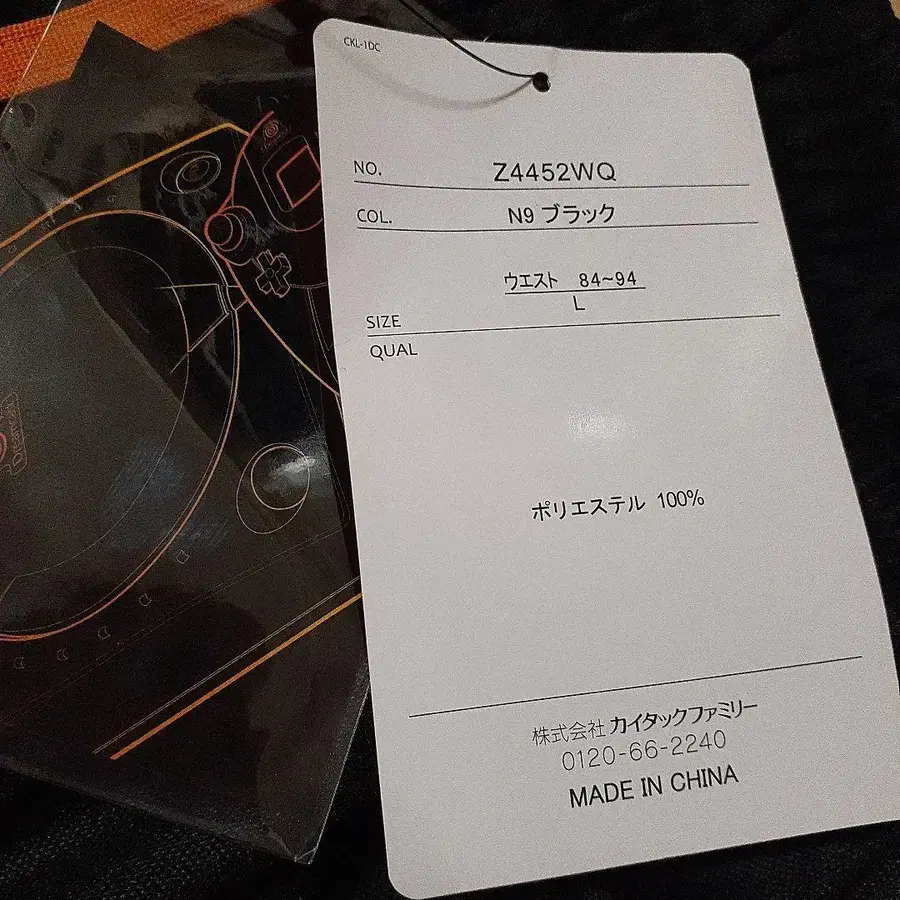 CKL-1DC
NO. Z4452WQ
COL. N9 ブラック
ウエスト 84~94
L
SIZE
QUAL
ポリエステル 100%
株式会社 カイタックファミリー
0120-66-2240
MADE IN CHINA